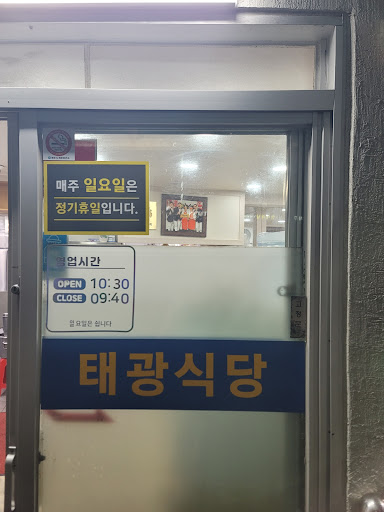 매주 일요일은
정기휴일입니다.
영업시간
OPEN 10:30
CLOSE 09:40
일요일은 쉽니다
태광식당